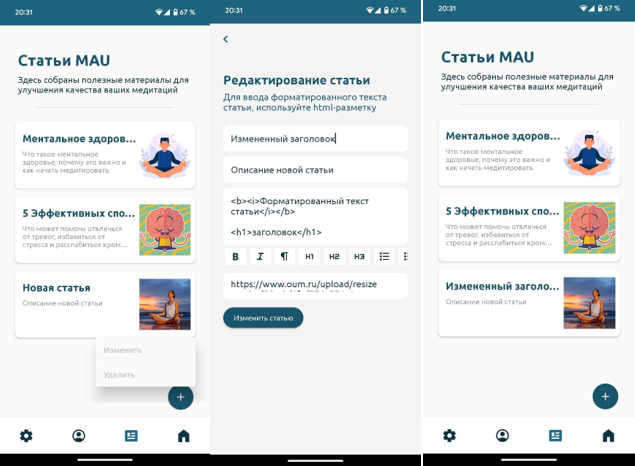 20:31
67 %
Статьи MAU
Здесь собраны полезные материалы для
улучшения качества ваших медитаций
Ментальное здоров...
Что такое ментальное
здоровье, почему это важно и
как начать медитировать
5 Эффективных спо...
Что может помочь отвлечься
от тревог, избавиться от
стресса и расслабиться кром...
Новая статья
Описание новой статьи
Изменить
Удалить
+
20:31
67 %
Редактирование статьи
Для ввода форматированного текста
статьи, используйте html-разметку
Измененный заголовок
Описание новой статьи
<b><i>Форматированный текст
статьи</i></b>
<h1>заголовок</h1>
B I ¶ H1 H2 H3
https://www.oum.ru/upload/resize
Изменить статью
20:31
67 %
Статьи MAU
Здесь собраны полезные материалы для
улучшения качества ваших медитаций
Ментальное здоров...
Что такое ментальное
здоровье, почему это важно и
как начать медитировать
5 Эффективных спо...
Что может помочь отвлечься
от тревог, избавиться от
стресса и расслабиться кром...
Измененный заголо...
Описание новой статьи
+